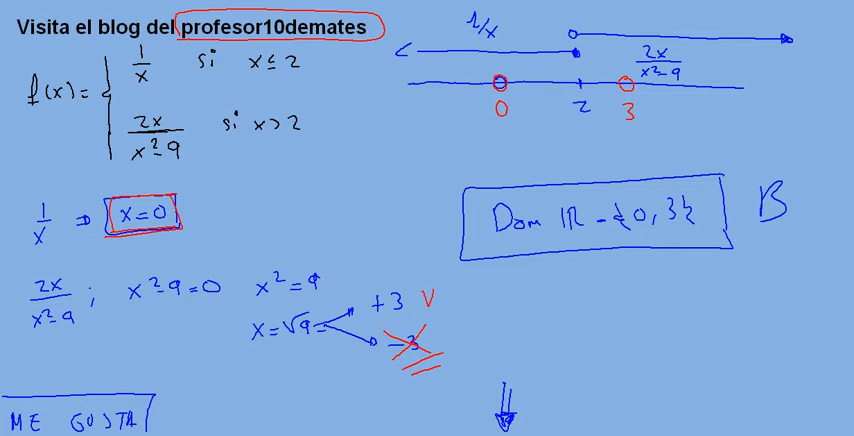 Visita el blog del profesor10demates
f(x) = { 1/x si x ≤ 2
2x/(x²-9) si x > 2
1/x
2x/(x²-9)
0 2 3
1/x ⇒ x=0
Dom ℝ - {0, 3} B
2x/(x²-9) ; x²-9=0 x²=9
x=√9= +3 V
-3
ME GUSTA